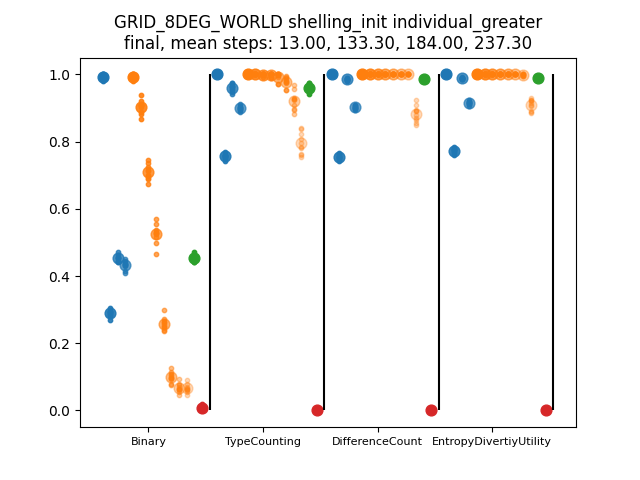 GRID_8DEG_WORLD shelling_init individual_greater
final, mean steps: 13.00, 133.30, 184.00, 237.30
1.0
0.8
0.6
0.4
0.2
0.0
Binary TypeCounting DifferenceCount EntropyDivertiyUtility